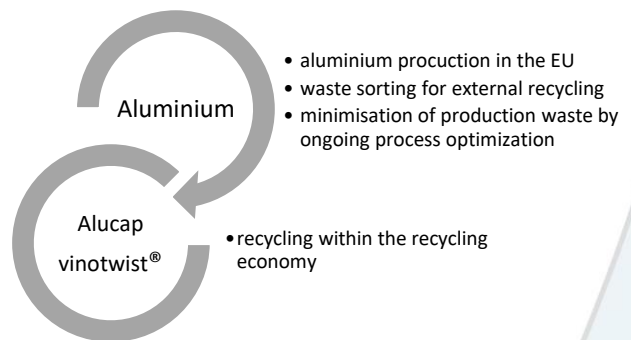 Aluminium
• aluminium procuction in the EU
• waste sorting for external recycling
• minimisation of production waste by
ongoing process optimization
Alucap
vinotwist®
• recycling within the recycling
economy